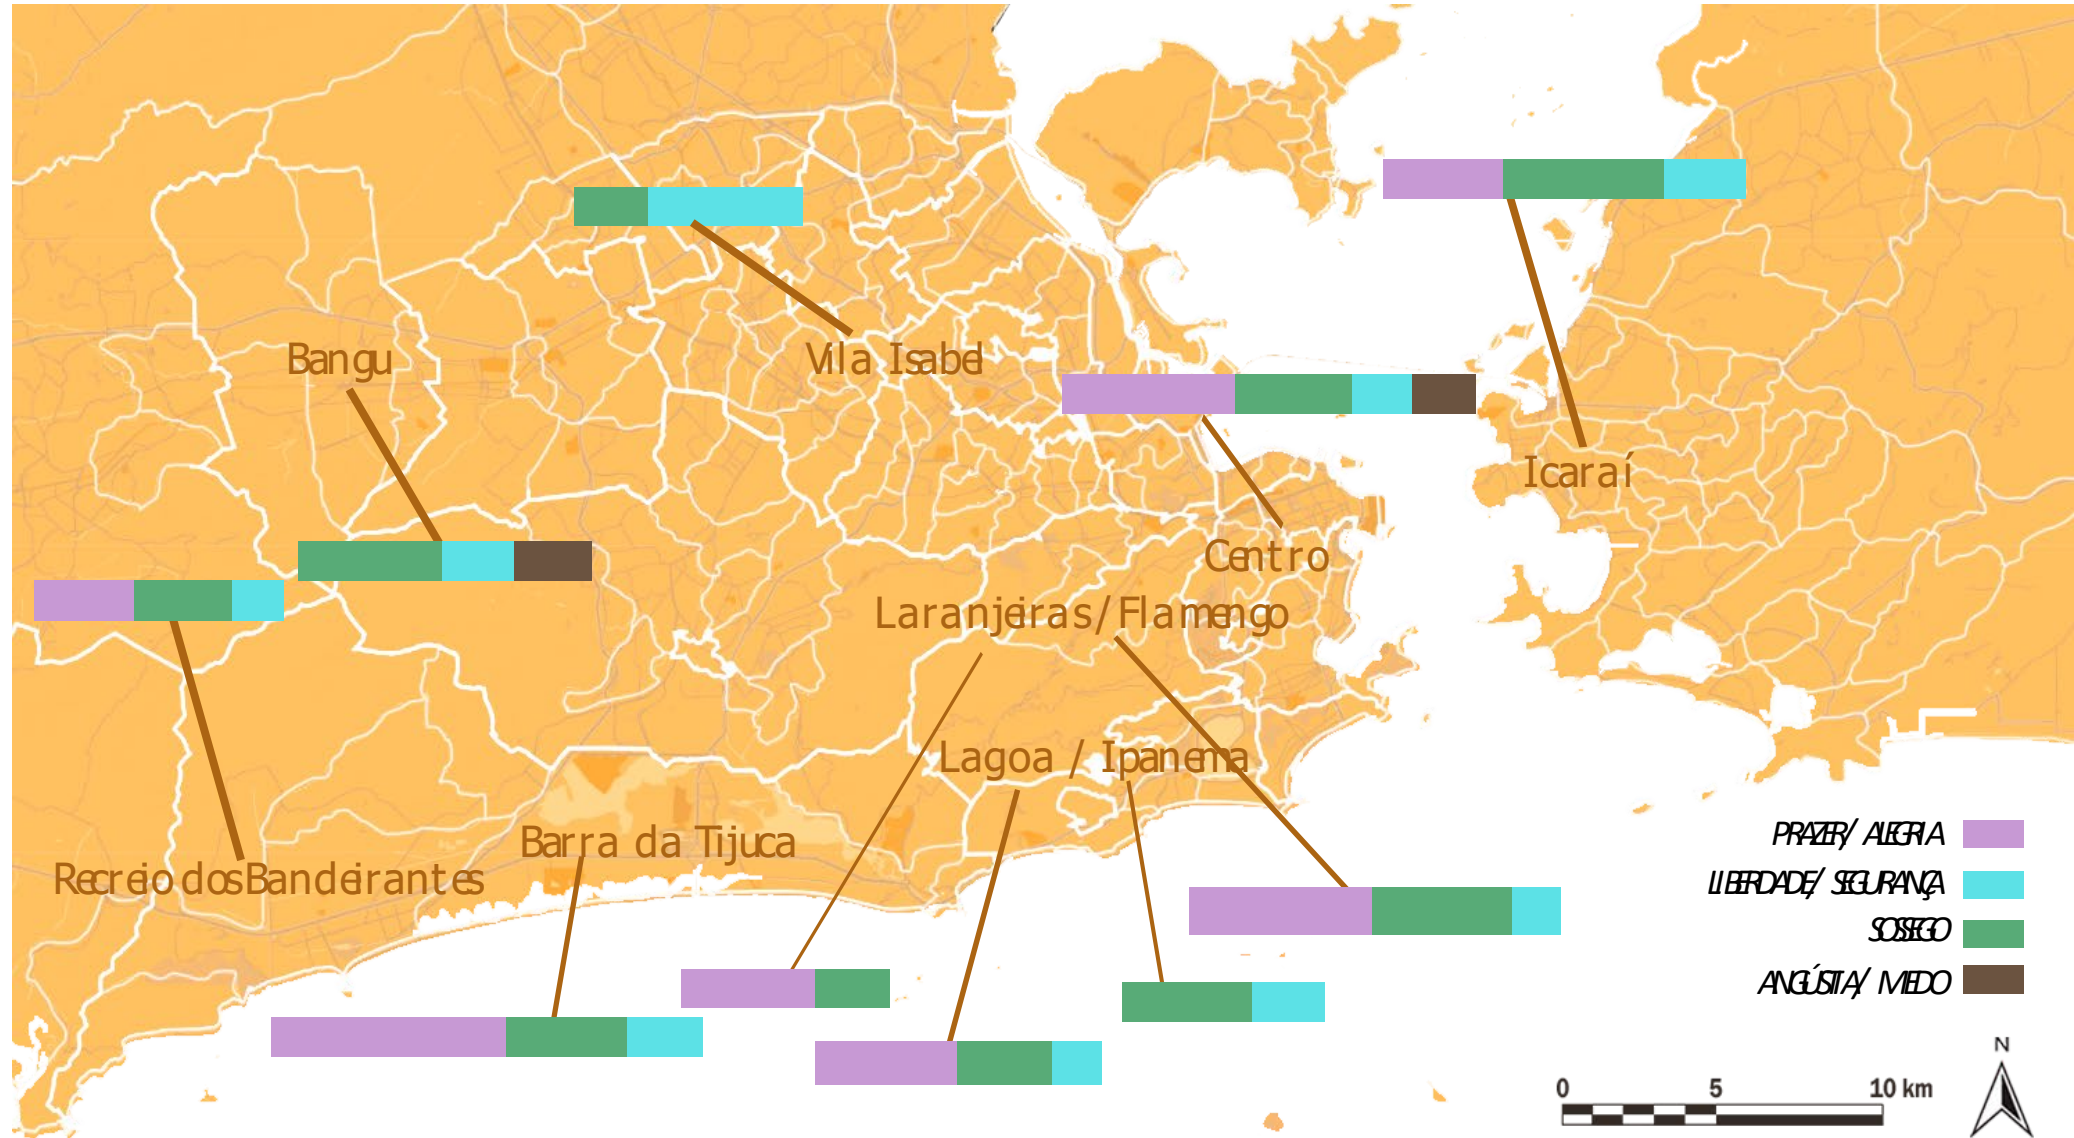 Bangu
Vila Isabel
Icaraí
Centro
Laranjeiras/Flamengo
Lagoa / Ipanema
Barra da Tijuca
Recreio dos Bandeirantes
PRAZER/ ALEGRIA
LIBERDADE/ SEGURANÇA
SOSSEGO
ANGÚSTIA/ MEDO
N
0 5 10 km